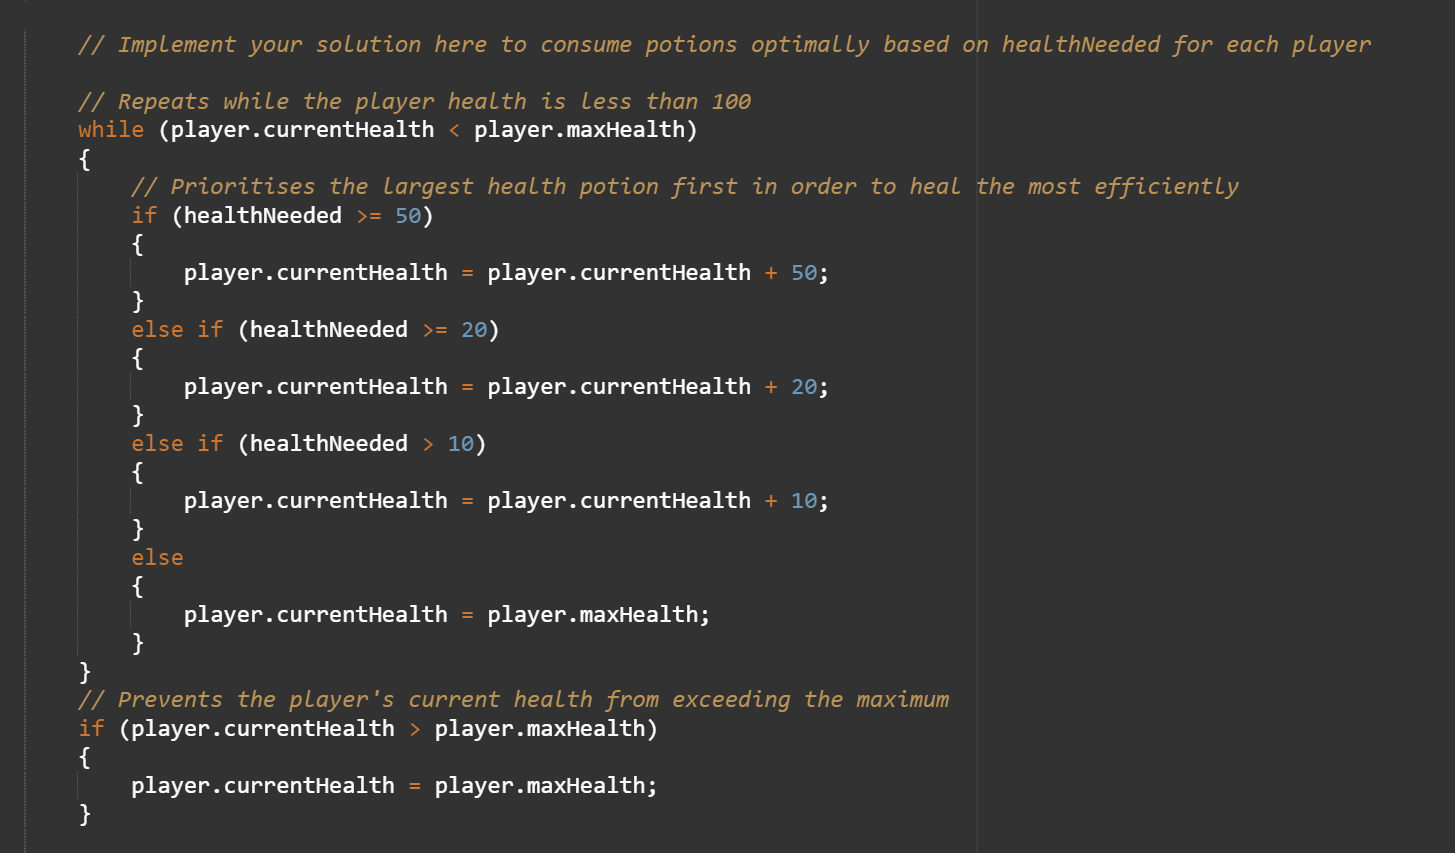 // Implement your solution here to consume potions optimally based on healthNeeded for each player
// Repeats while the player health is less than 100
while (player.currentHealth < player.maxHealth)
{
// Prioritises the largest health potion first in order to heal the most efficiently
if (healthNeeded >= 50)
{
player.currentHealth = player.currentHealth + 50;
}
else if (healthNeeded >= 20)
{
player.currentHealth = player.currentHealth + 20;
}
else if (healthNeeded > 10)
{
player.currentHealth = player.currentHealth + 10;
}
else
{
player.currentHealth = player.maxHealth;
}
}
// Prevents the player's current health from exceeding the maximum
if (player.currentHealth > player.maxHealth)
{
player.currentHealth = player.maxHealth;
}